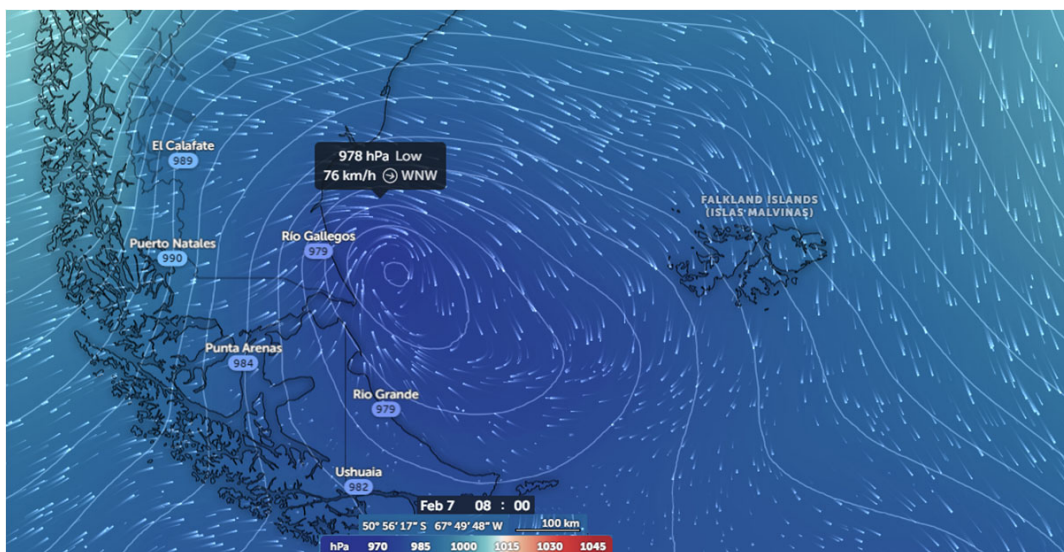 El Calafate
989
978 hPa Low
76 km/h WNW
FALKLAND ISLANDS
(ISLAS MALVINAS)
Río Gallegos
979
Puerto Natales
990
Punta Arenas
984
Rio Grande
979
Ushuaia
982
Feb 7 08 : 00
50° 56' 17" S 67° 49' 48" W 100 km
hPa 970 985 1000 1015 1030 1045